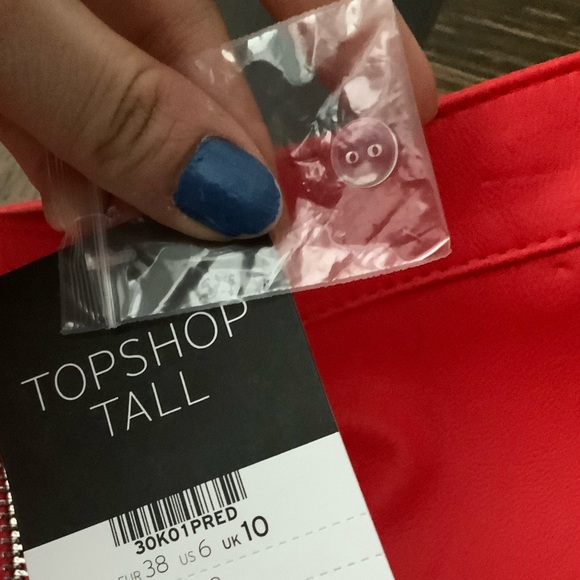 TOPSHOP
TALL
30K01PRED
EUR 38 US 6 UK 10